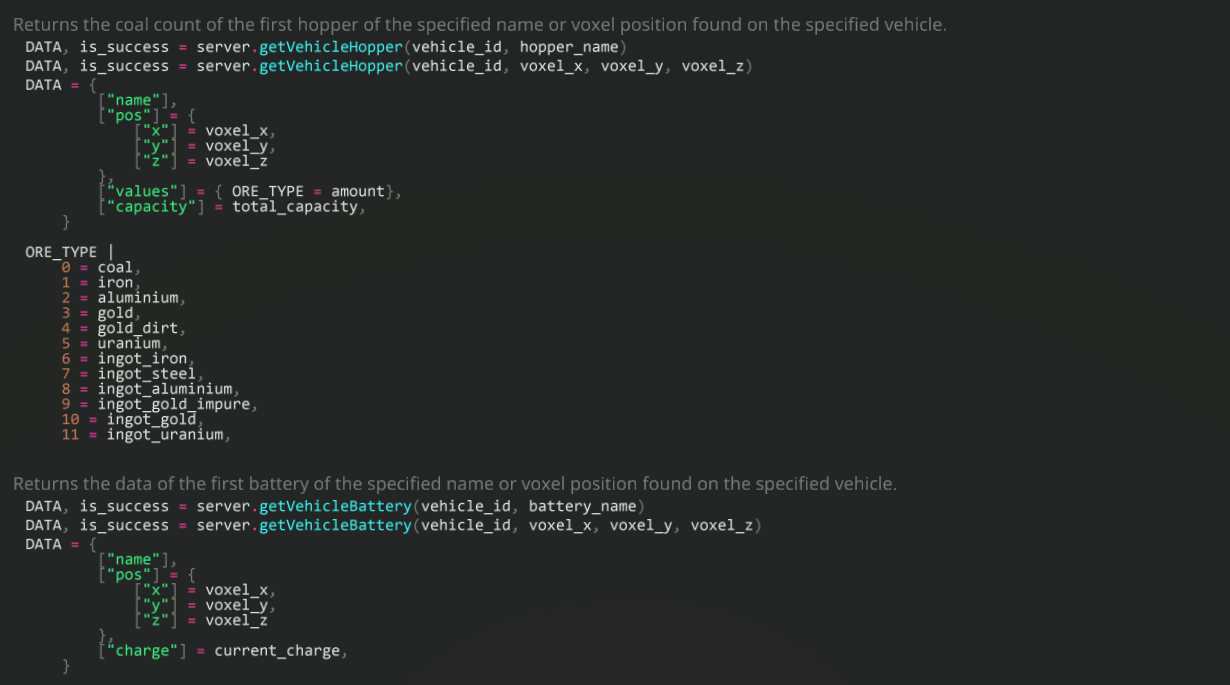 Returns the coal count of the first hopper of the specified name or voxel position found on the specified vehicle.
DATA, is_success = server.getVehicleHopper(vehicle_id, hopper_name)
DATA, is_success = server.getVehicleHopper(vehicle_id, voxel_x, voxel_y, voxel_z)
DATA = {
["name"],
["pos"] = {
["x"] = voxel_x,
["y"] = voxel_y,
["z"] = voxel_z
},
["values"] = { ORE_TYPE = amount},
["capacity"] = total_capacity,
}
ORE_TYPE |
0 = coal,
1 = iron,
2 = aluminium,
3 = gold,
4 = gold_dirt,
5 = uranium,
6 = ingot_iron,
7 = ingot_steel,
8 = ingot_aluminium,
9 = ingot_gold_impure,
10 = ingot_gold,
11 = ingot_uranium,
Returns the data of the first battery of the specified name or voxel position found on the specified vehicle.
DATA, is_success = server.getVehicleBattery(vehicle_id, battery_name)
DATA, is_success = server.getVehicleBattery(vehicle_id, voxel_x, voxel_y, voxel_z)
DATA = {
["name"],
["pos"] = {
["x"] = voxel_x,
["y"] = voxel_y,
["z"] = voxel_z
},
["charge"] = current_charge,
}